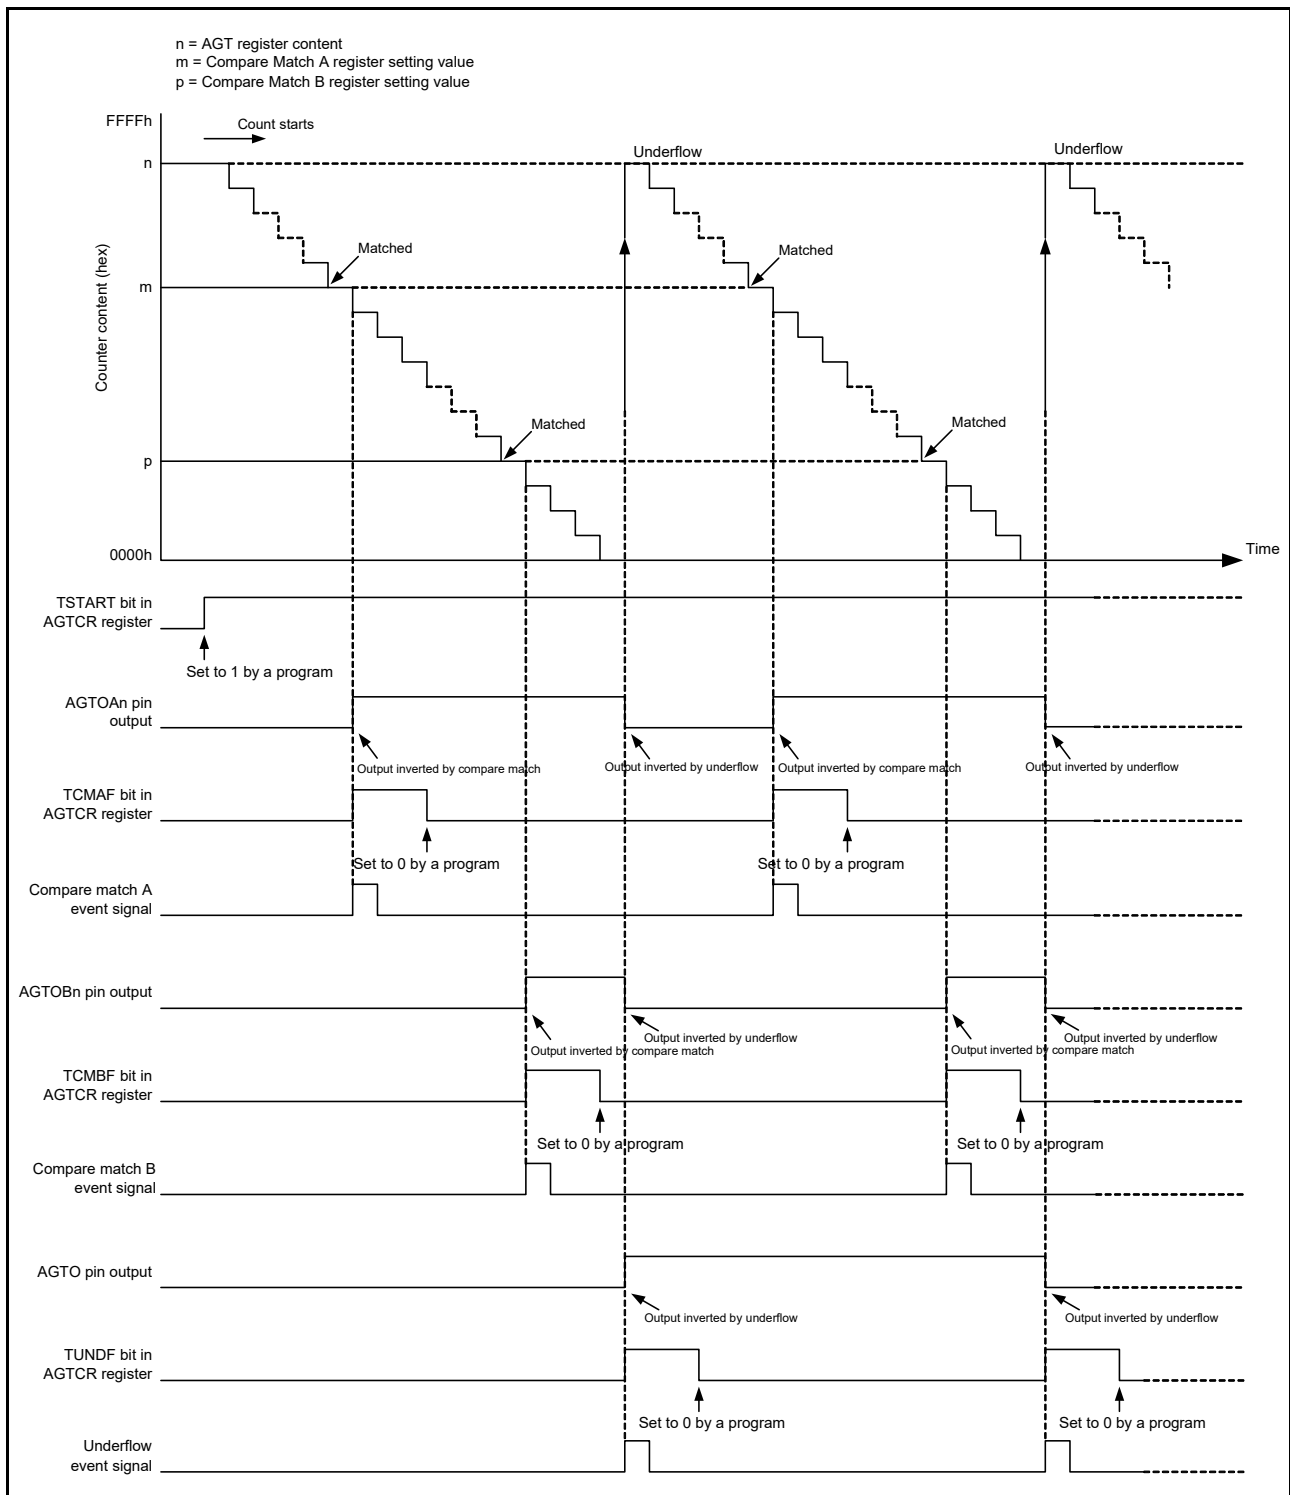 n = AGT register content
m = Compare Match A register setting value
p = Compare Match B register setting value
FFFFh
Count starts
n
Underflow
Underflow
Matched
Matched
Counter content (hex)
m
Matched
Matched
p
0000h
Time
TSTART bit in
AGTCR register
Set to 1 by a program
AGTOAn pin
output
Output inverted by compare match
Output inverted by underflow
Output inverted by compare match
Output inverted by underflow
TCMAF bit in
AGTCR register
Set to 0 by a program
Set to 0 by a program
Compare match A
event signal
AGTOBn pin output
Output inverted by underflow
Output inverted by underflow
Output inverted by compare match
Output inverted by compare match
TCMBF bit in
AGTCR register
Set to 0 by a program
Set to 0 by a program
Compare match B
event signal
AGTO pin output
Output inverted by underflow
Output inverted by underflow
TUNDF bit in
AGTCR register
Set to 0 by a program
Set to 0 by a program
Underflow
event signal